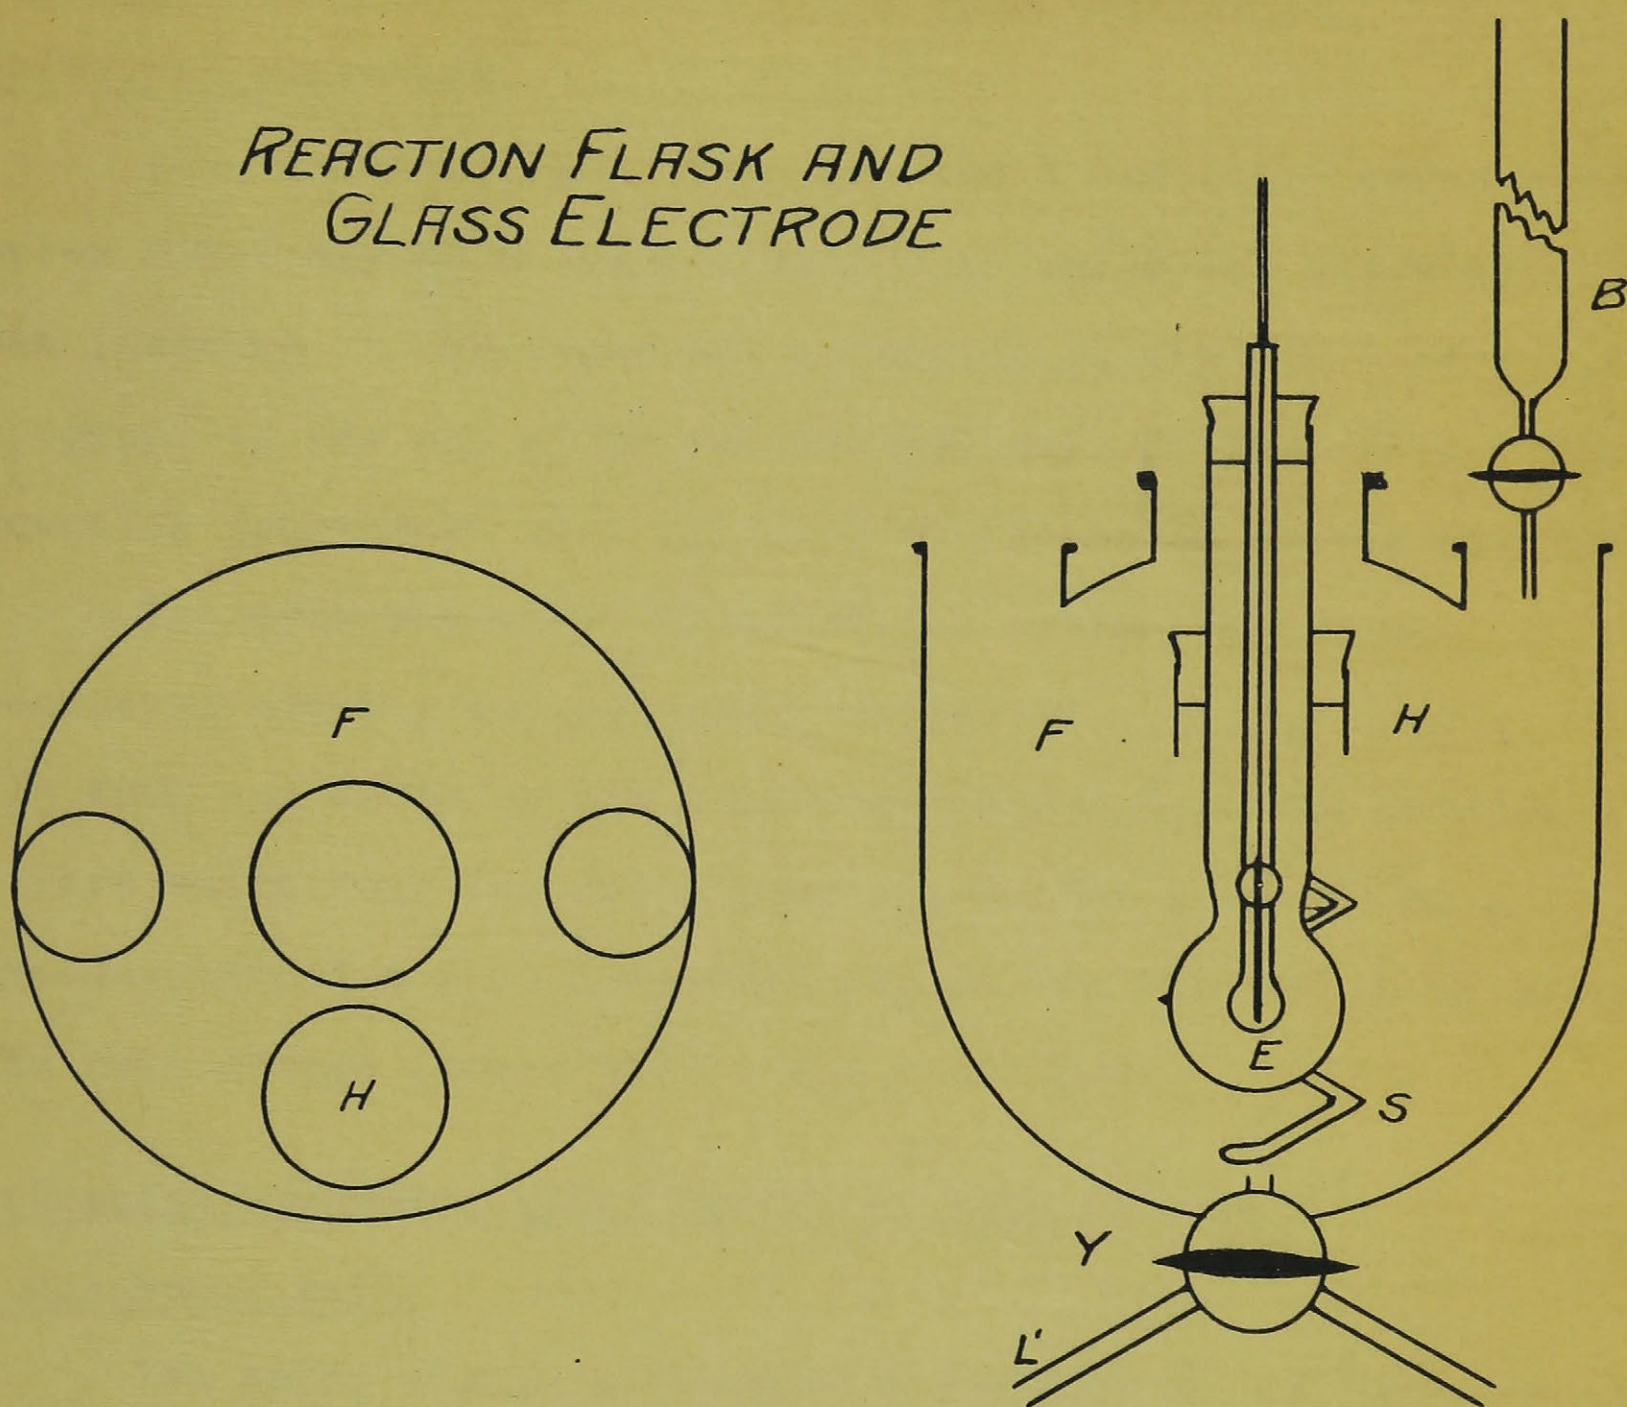 REACTION FLASK AND
GLASS ELECTRODE
B
F
F
H
H
E
S
Y
L'